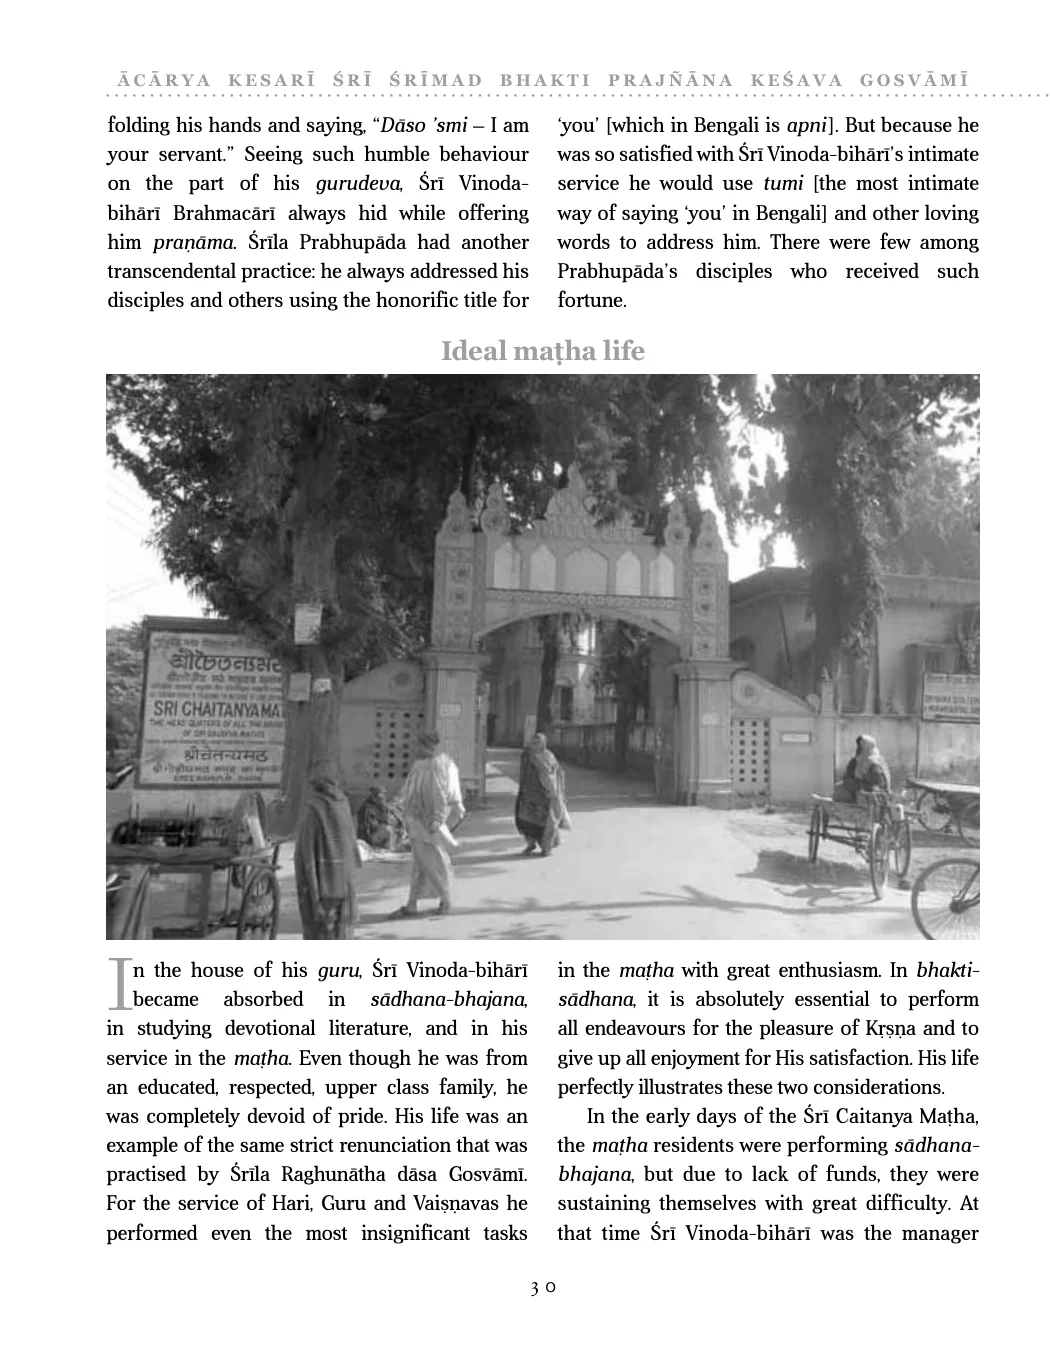 ĀCĀRYA KESARĪ ŚRĪ ŚRĪMAD BHAKTI PRAJÑĀNA KEŚAVA GOSVĀMĪ
folding his hands and saying, “Dāso ’smi – I am
your servant.” Seeing such humble behaviour
on the part of his gurudeva, Śrī Vinoda-
bihārī Brahmacārī always hid while offering
him praṇāma. Śrīla Prabhupāda had another
transcendental practice: he always addressed his
disciples and others using the honorific title for
‘you’ [which in Bengali is apni]. But because he
was so satisfied with Śrī Vinoda-bihārī’s intimate
service he would use tumi [the most intimate
way of saying ‘you’ in Bengali] and other loving
words to address him. There were few among
Prabhupāda’s disciples who received such
fortune.
Ideal maṭha life
SRI CHAITANYA MA
THE HEAD QUATERS OF ALL THE
OF SRI GAUDIYA MATHS
श्रीचैतन्यमठ
In the house of his guru, Śrī Vinoda-bihārī
became absorbed in sādhana-bhajana,
in studying devotional literature, and in his
service in the maṭha. Even though he was from
an educated, respected, upper class family, he
was completely devoid of pride. His life was an
example of the same strict renunciation that was
practised by Śrīla Raghunātha dāsa Gosvāmī.
For the service of Hari, Guru and Vaiṣṇavas he
performed even the most insignificant tasks
in the maṭha with great enthusiasm. In bhakti-
sādhana, it is absolutely essential to perform
all endeavours for the pleasure of Kṛṣṇa and to
give up all enjoyment for His satisfaction. His life
perfectly illustrates these two considerations.
In the early days of the Śrī Caitanya Maṭha,
the maṭha residents were performing sādhana-
bhajana, but due to lack of funds, they were
sustaining themselves with great difficulty. At
that time Śrī Vinoda-bihārī was the manager
30